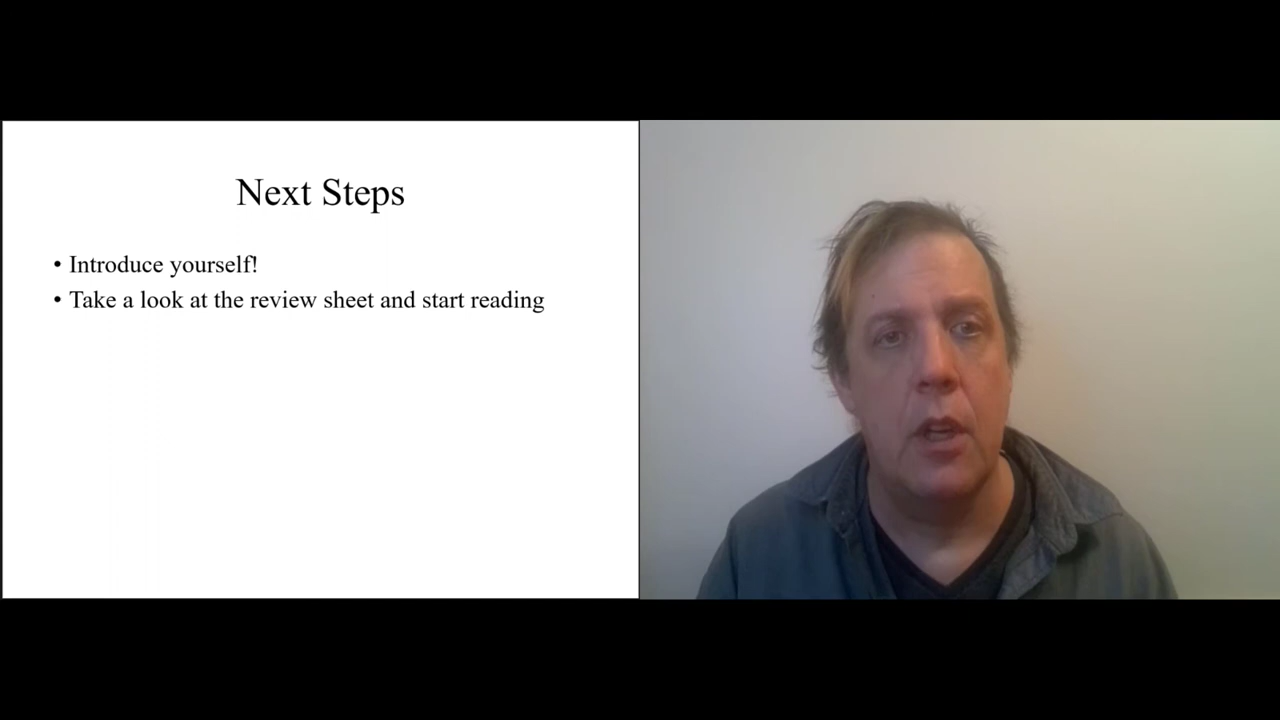 Next Steps
• Introduce yourself!
• Take a look at the review sheet and start reading